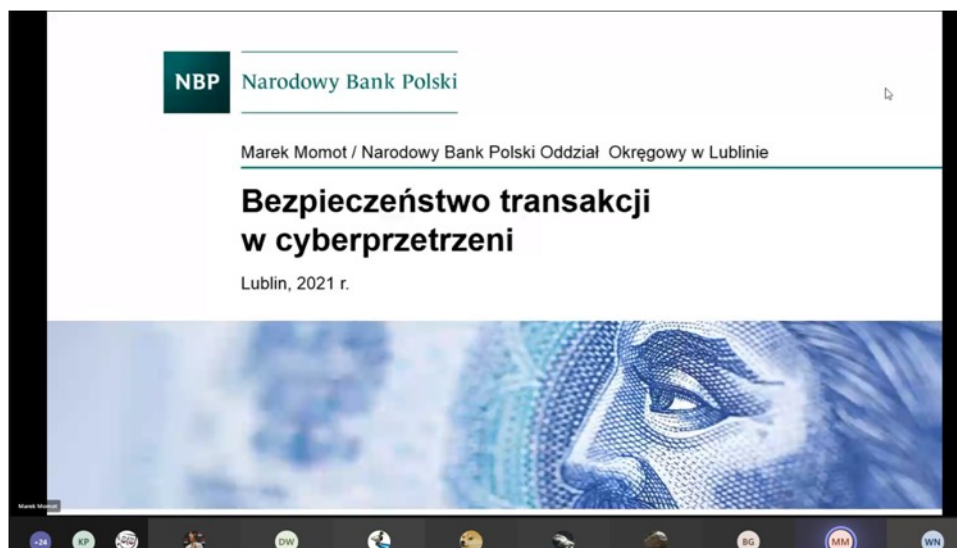 NBP Narodowy Bank Polski
Marek Momot / Narodowy Bank Polski Oddział Okręgowy w Lublinie
Bezpieczeństwo transakcji
w cyberprzetrzeni
Lublin, 2021 r.
Marek Momot
+24 KP DW BG MM WN